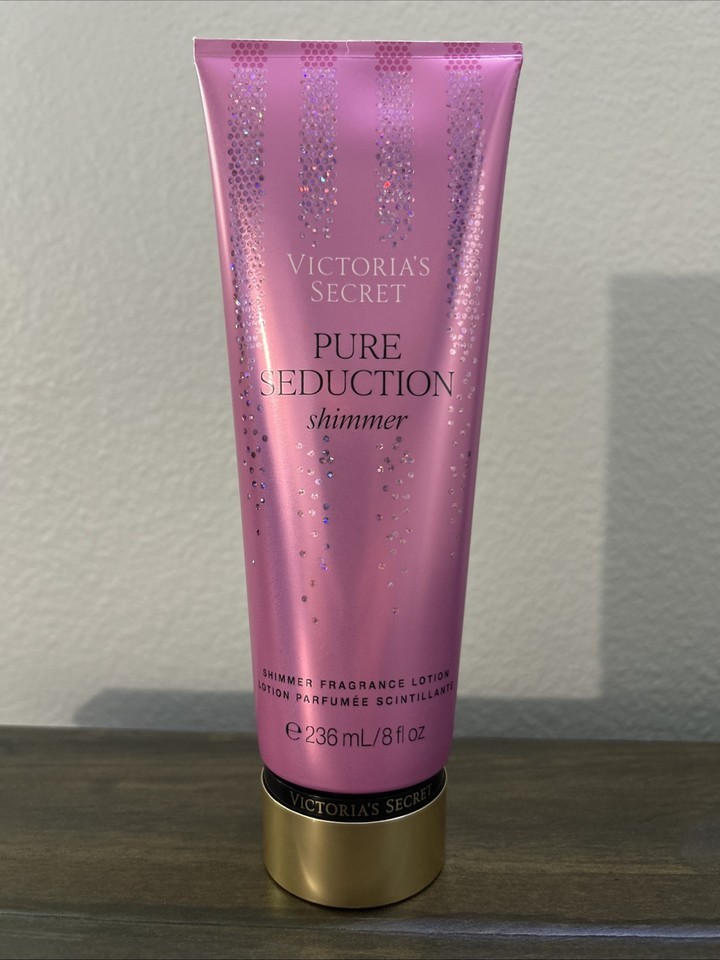 VICTORIA'S
SECRET
PURE
SEDUCTION
shimmer
SHIMMER FRAGRANCE LOTION
LOTION PARFUMÉE SCINTILLANTE
℮ 236 mL/8 fl oz
VICTORIA'S SECRET